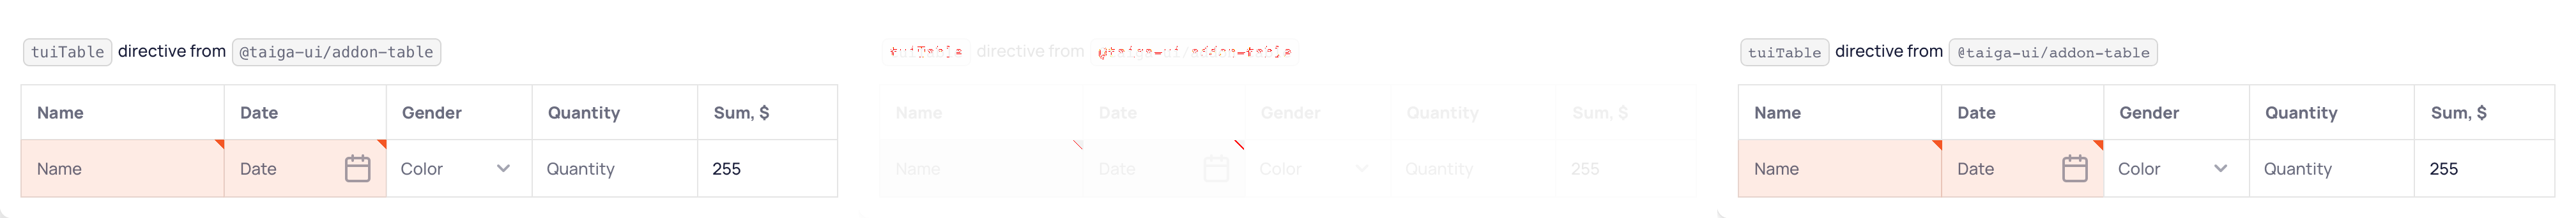 tuiTable directive from @taiga-ui/addon-table
Name Date Gender Quantity Sum, $
Name Date Color Quantity 255
tuiTable directive from @taiga-ui/addon-table
Name Date Gender Quantity Sum, $
Name Date Color Quantity 255
tuiTable directive from @taiga-ui/addon-table
Name Date Gender Quantity Sum, $
Name Date Color Quantity 255